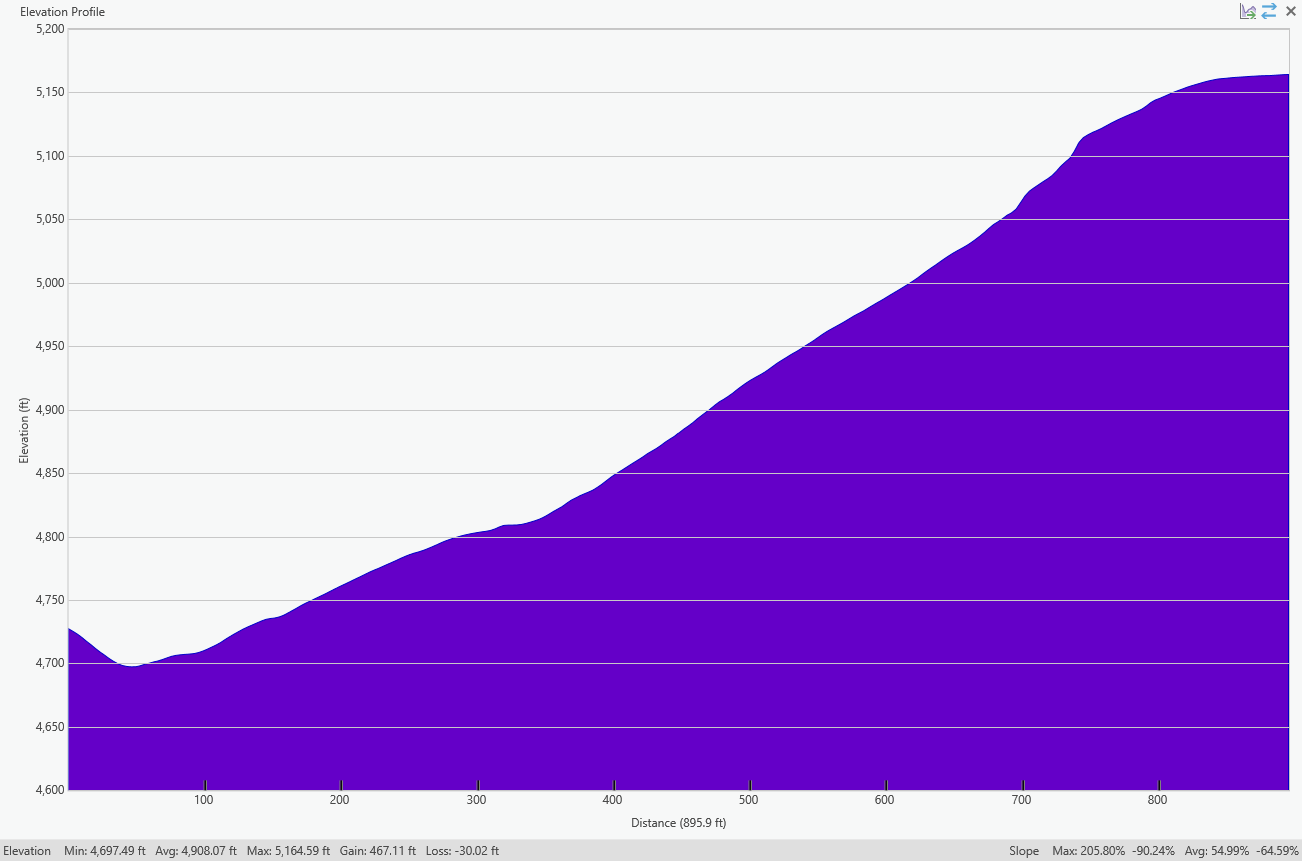 Elevation Profile
5,200
5,150
5,100
5,050
5,000
4,950
4,900
4,850
4,800
4,750
4,700
4,650
4,600
Elevation (ft)
100 200 300 400 500 600 700 800
Distance (895.9 ft)
Elevation Min: 4,697.49 ft Avg: 4,908.07 ft Max: 5,164.59 ft Gain: 467.11 ft Loss: -30.02 ft Slope Max: 205.80% -90.24% Avg: 54.99% -64.59%